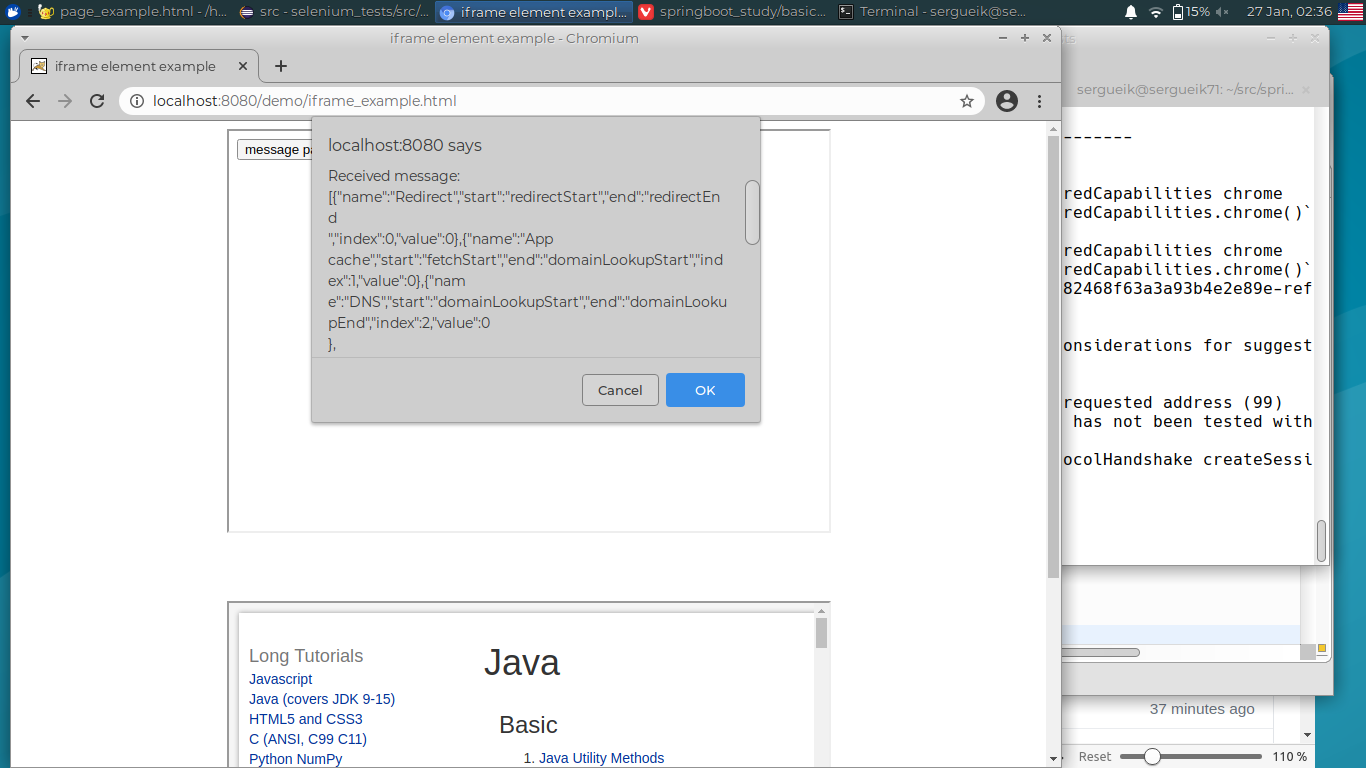 page_example.html - /h...
src - selenium_tests/src/...
iframe element exampl...
springboot_study/basic...
Terminal - sergueik@se...
15%
27 Jan, 02:36
iframe element example - Chromium
iframe element example
localhost:8080/demo/iframe_example.html
message pa
localhost:8080 says
Received message:
[{"name":"Redirect","start":"redirectStart","end":"redirectEn
d
","index":0,"value":0},{"name":"App
cache","start":"fetchStart","end":"domainLookupStart","ind
ex":1,"value":0},{"nam
e":"DNS","start":"domainLookupStart","end":"domainLooku
pEnd","index":2,"value":0
},
Cancel
OK
Long Tutorials
Javascript
Java (covers JDK 9-15)
HTML5 and CSS3
C (ANSI, C99 C11)
Python NumPy
Java
Basic
1. Java Utility Methods
sergueik@sergueik71: ~/src/spri...
-------
redCapabilities chrome
redCapabilities.chrome()`
redCapabilities chrome
redCapabilities.chrome()`
82468f63a3a93b4e2e89e-ref
onsiderations for suggest
requested address (99)
has not been tested with
ocolHandshake createSessi
37 minutes ago
Reset
110 %